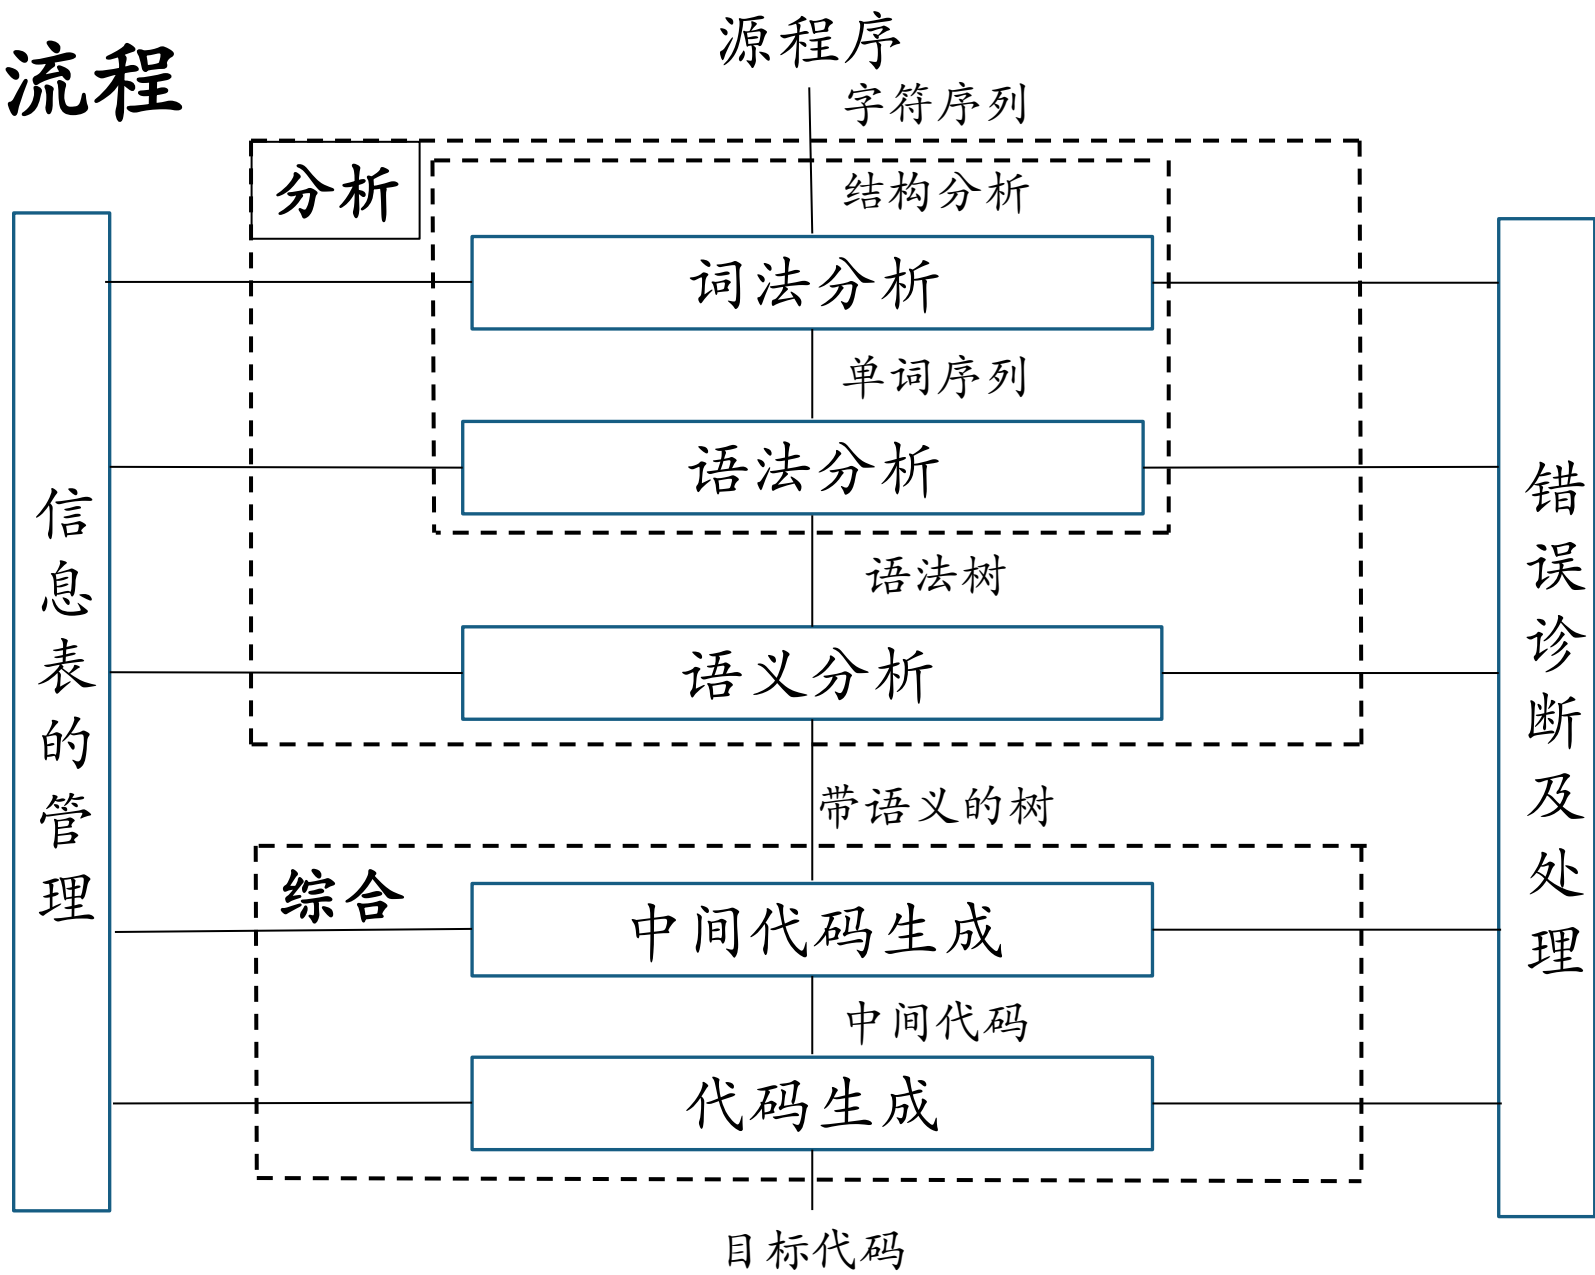 流程
源程序
字符序列
分析
结构分析
词法分析
单词序列
语法分析
语法树
语义分析
带语义的树
综合
中间代码生成
中间代码
代码生成
目标代码
信息表的管理
错误诊断及处理